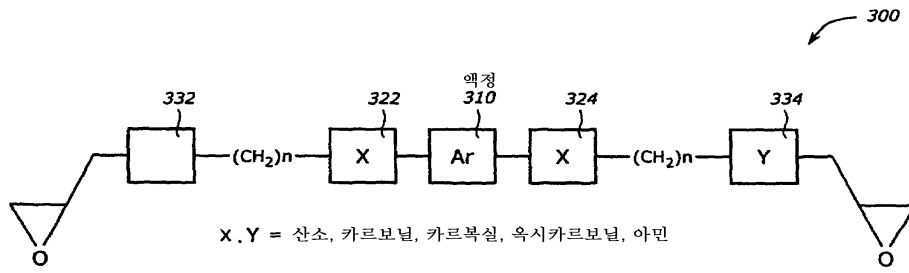 300
액정
332 322 310 324 334
(CH₂)n X Ar X (CH₂)n Y
O O
X.Y = 산소, 카르보닐, 카르복실, 옥시카르보닐, 아민